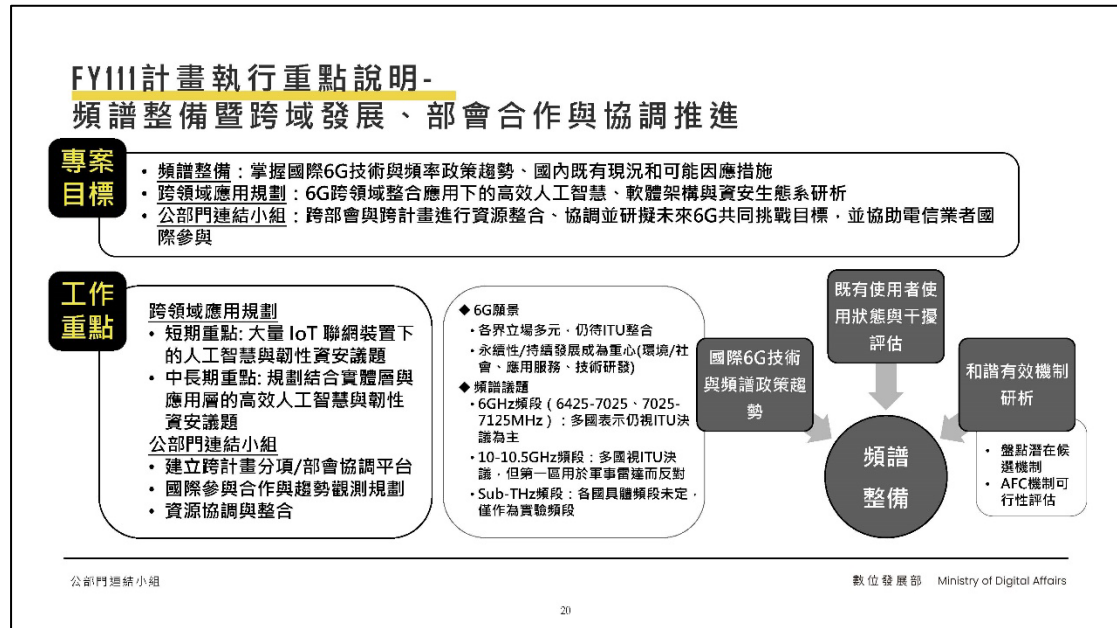 FY111計畫執行重點說明-
頻譜整備暨跨域發展、部會合作與協調推進
專案
目標
• 頻譜整備：掌握國際6G技術與頻率政策趨勢、國內既有現況和可能因應措施
• 跨領域應用規劃：6G跨領域整合應用下的高效人工智慧、軟體架構與資安生態系研析
• 公部門連結小組：跨部會與跨計畫進行資源整合、協調並研擬未來6G共同挑戰目標，並協助電信業者國
際參與
工作
重點
跨領域應用規劃
• 短期重點: 大量 IoT 聯網裝置下
的人工智慧與韌性資安議題
• 中長期重點: 規劃結合實體層與
應用層的高效人工智慧與韌性
資安議題
公部門連結小組
• 建立跨計畫分項/部會協調平台
• 國際參與合作與趨勢觀測規劃
• 資源協調與整合
◆ 6G願景
• 各界立場多元，仍待ITU整合
• 永續性/持續發展成為重心(環境/社
會、應用服務、技術研發)
◆ 頻譜議題
• 6GHz頻段（6425-7025、7025-
7125MHz）：多國表示仍視ITU決
議為主
• 10-10.5GHz頻段：多國視ITU決
議，但第一區用於軍事雷達而反對
• Sub-THz頻段：各國具體頻段未定，
僅作為實驗頻段
國際6G技術
與頻譜政策趨
勢
既有使用者使
用狀態與干擾
評估
和諧有效機制
研析
• 盤點潛在候
選機制
• AFC機制可
行性評估
頻譜
整備
公部門連結小組
數位發展部 Ministry of Digital Affairs
20